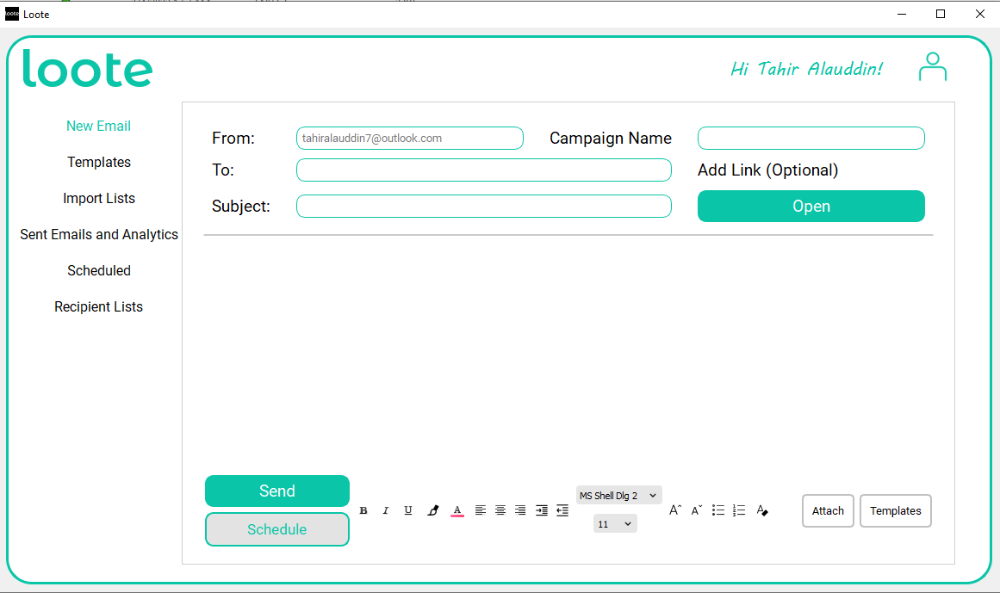 loote Loote
loote
Hi Tahir Alauddin!
New Email
Templates
Import Lists
Sent Emails and Analytics
Scheduled
Recipient Lists
From: tahiralauddin7@outlook.com Campaign Name
To: Add Link (Optional)
Subject: Open
Send
Schedule
B I U A
MS Shell Dlg 2
11
A^ A˅ A
Attach Templates